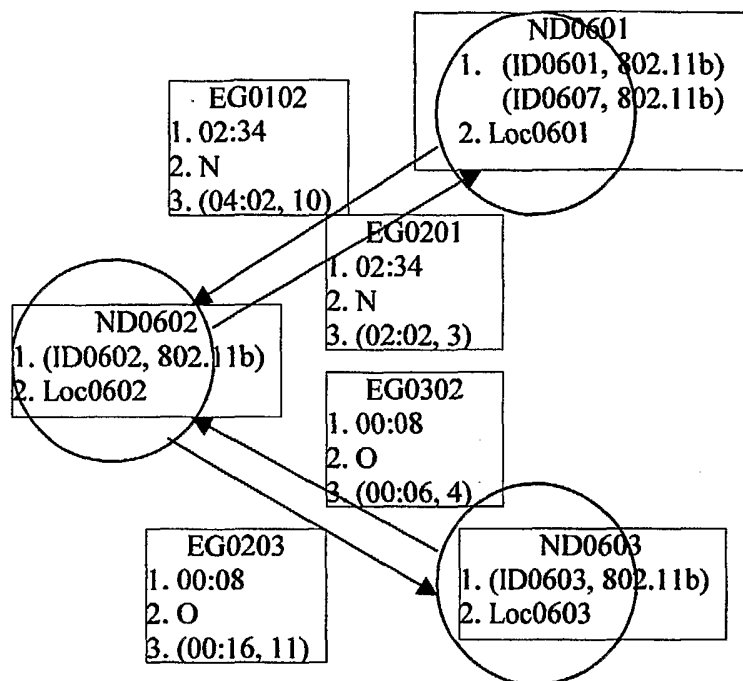 ND0601
1. (ID0601, 802.11b)
(ID0607, 802.11b)
2. Loc0601
EG0102
1. 02:34
2. N
3. (04:02, 10)
EG0201
1. 02:34
2. N
3. (02:02, 3)
ND0602
1. (ID0602, 802.11b)
2. Loc0602
EG0302
1. 00:08
2. O
3. (00:06, 4)
EG0203
1. 00:08
2. O
3. (00:16, 11)
ND0603
1. (ID0603, 802.11b)
2. Loc0603